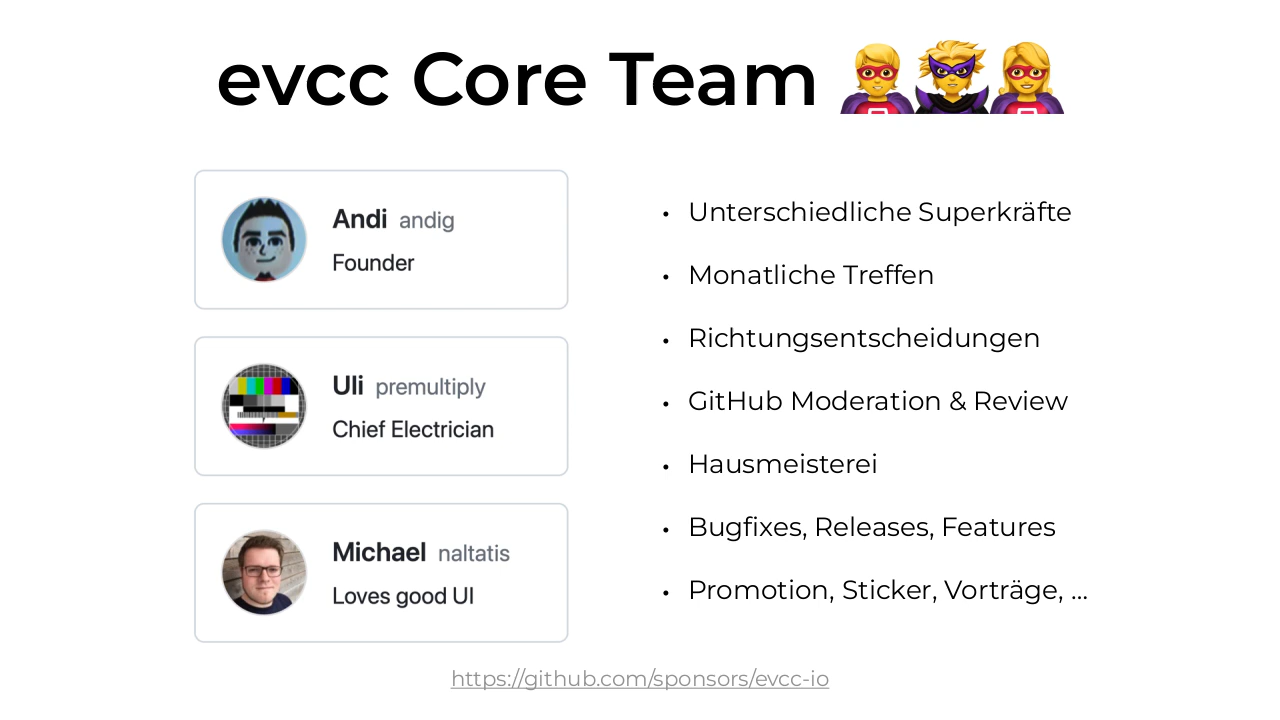 evcc Core Team
Andi andig
Founder
Uli premultiply
Chief Electrician
Michael naltatis
Loves good UI
• Unterschiedliche Superkräfte
• Monatliche Treffen
• Richtungsentscheidungen
• GitHub Moderation & Review
• Hausmeisterei
• Bugfixes, Releases, Features
• Promotion, Sticker, Vorträge, ...
https://github.com/sponsors/evcc-io